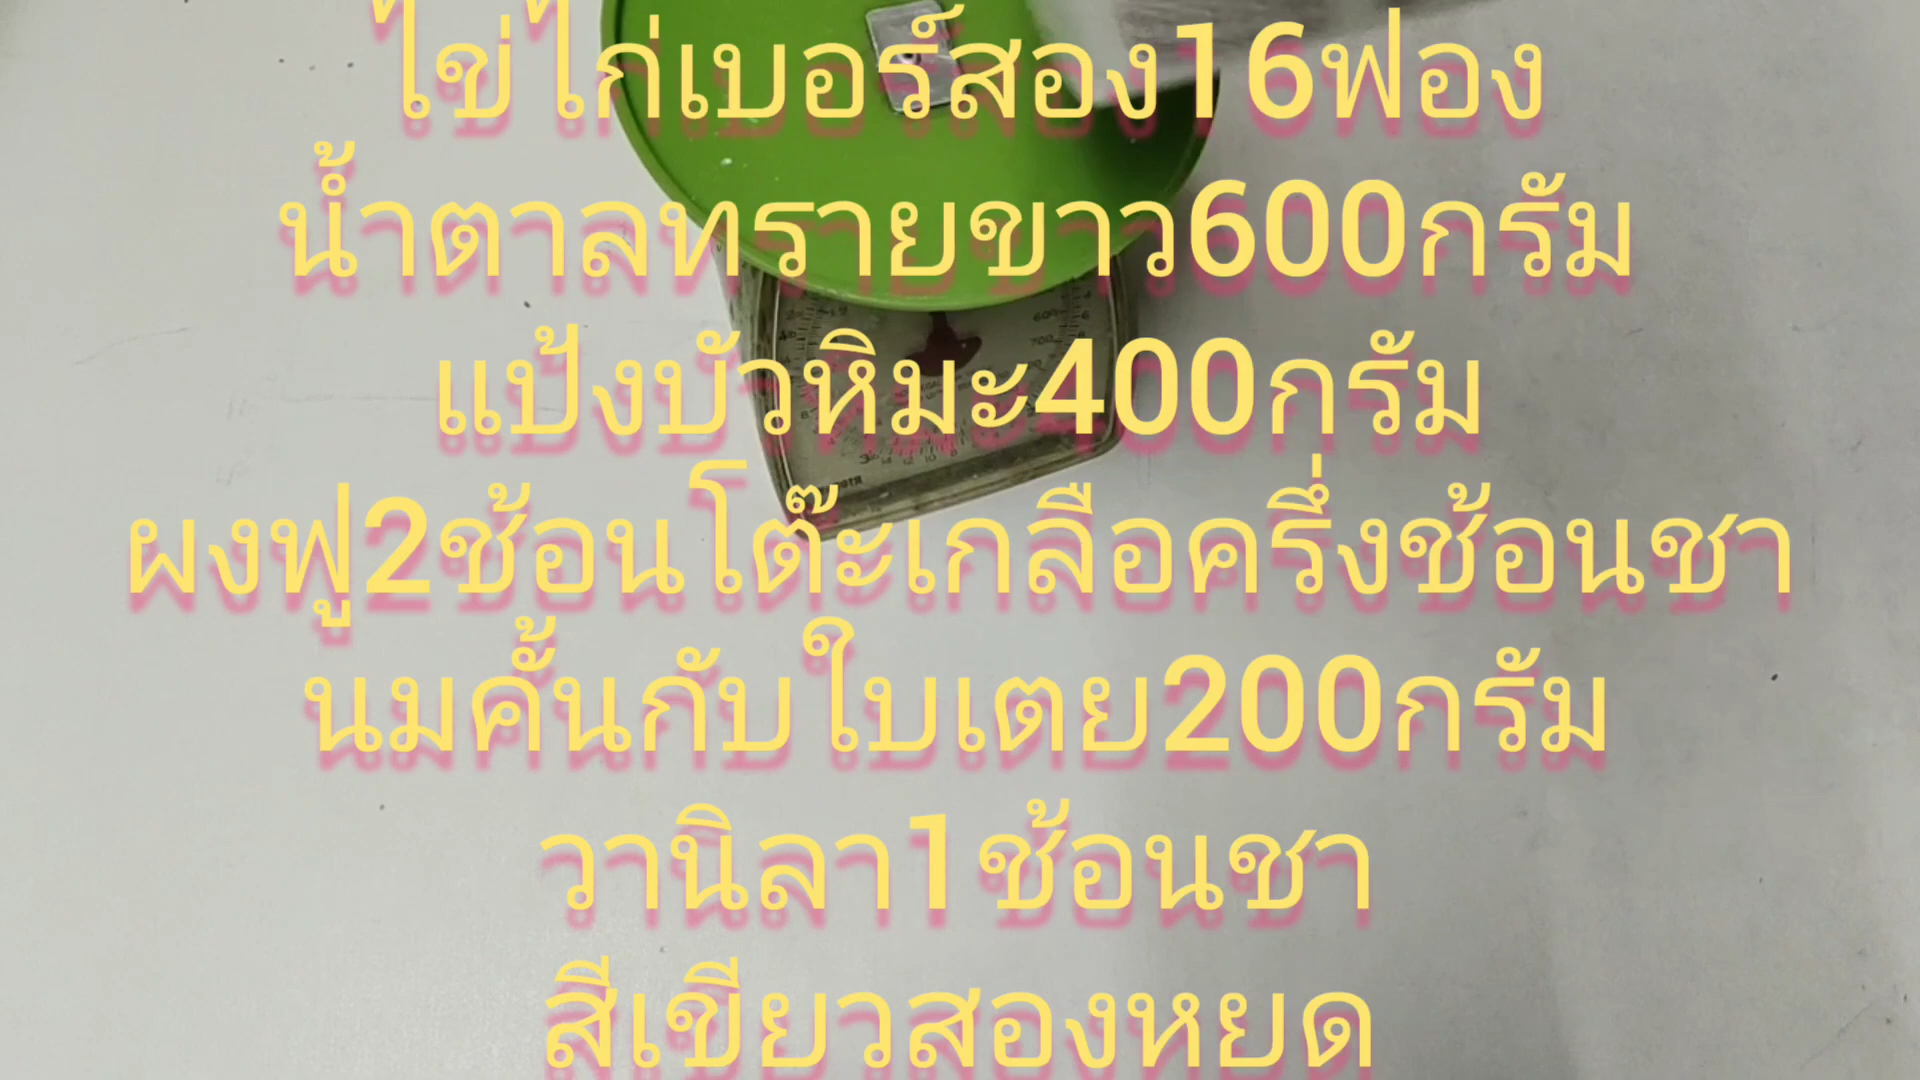 ไข่ไก่เบอร์สอง16ฟอง
น้ำตาลทรายขาว600กรัม
แป้งบัวหิมะ400กรัม
ผงฟู2ช้อนโต๊ะเกลือครึ่งช้อนชา
นมคั้นกับใบเตย200กรัม
วานิลา1ช้อนชา
สีเขียวสองหยด